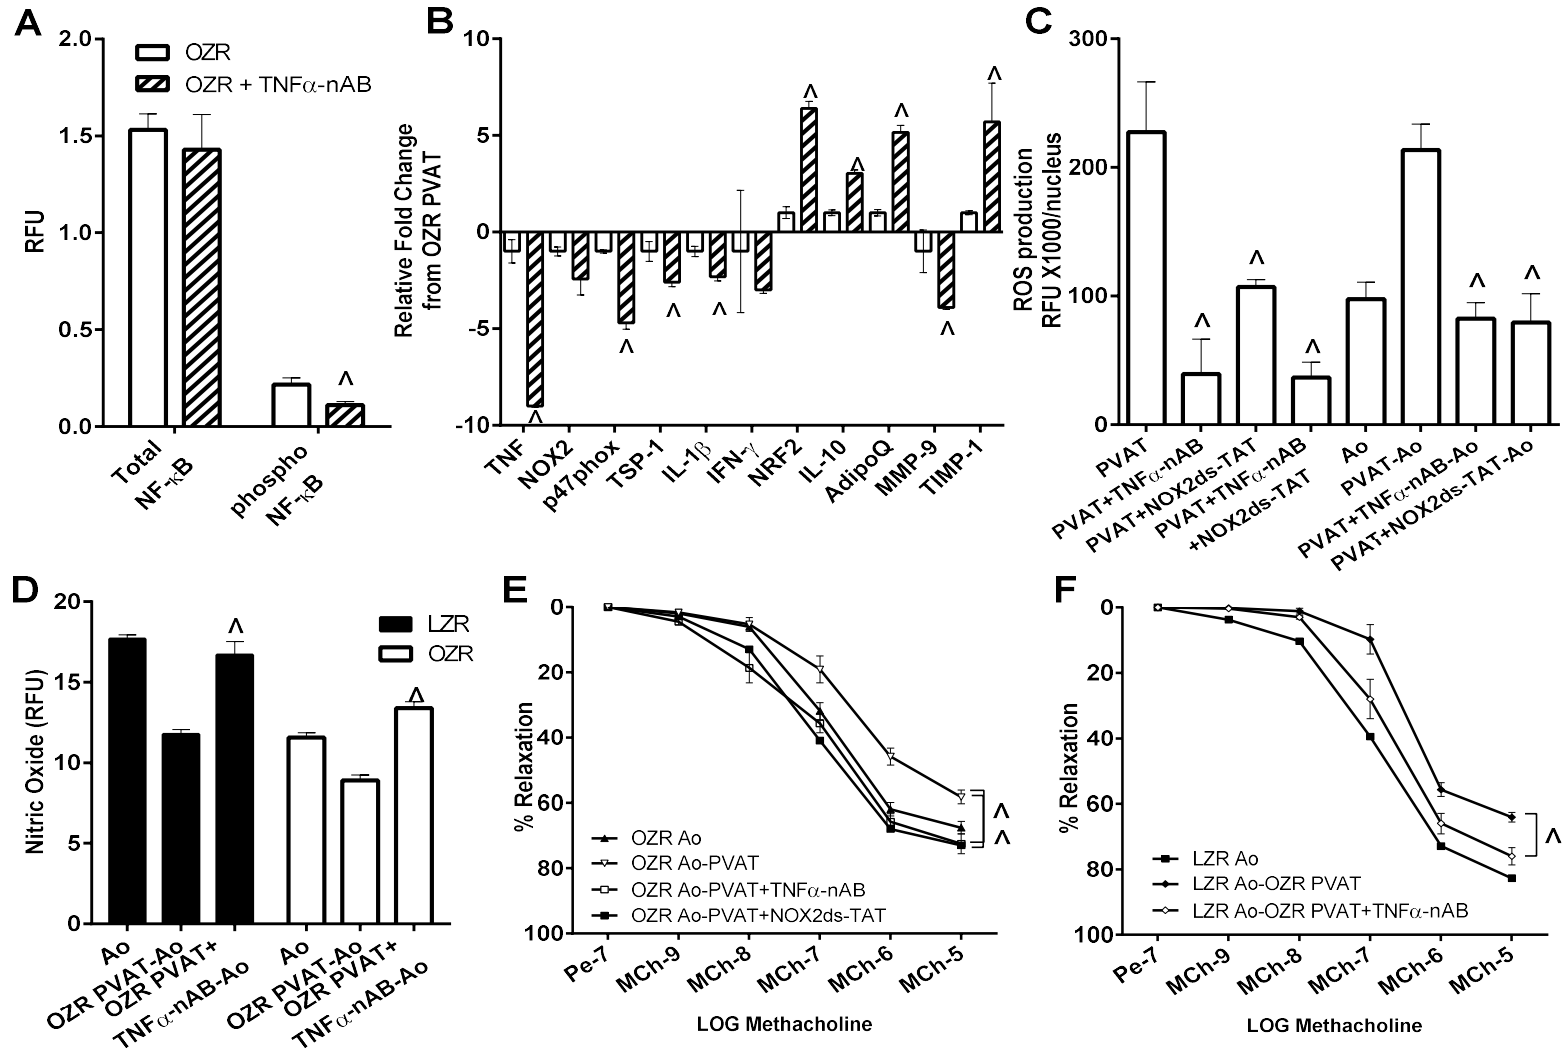 A
2.0
1.5
1.0
0.5
0.0
RFU
OZR
OZR + TNFα-nAB
Total
NF-κB
phospho
NF-κB
^
B
10
5
0
-5
-10
Relative Fold Change
from OZR PVAT
^
^
^
^
^
^
^
^
^
TNF
NOX2
p47phox
TSP-1
IL-1β
IFN-γ
NRF2
IL-10
AdipoQ
MMP-9
TIMP-1
C
300
200
100
0
ROS production
RFU X1000/nucleus
^
^
^
^
^
PVAT
PVAT+TNFα-nAB
PVAT+NOX2ds-TAT
PVAT+TNFα-nAB
+NOX2ds-TAT
Ao
PVAT-Ao
PVAT+TNFα-nAB-Ao
PVAT+NOX2ds-TAT-Ao
D
20
15
10
5
0
Nitric Oxide (RFU)
LZR
OZR
^
^
Ao
OZR PVAT-Ao
OZR PVAT+
TNFα-nAB-Ao
Ao
OZR PVAT-Ao
OZR PVAT+
TNFα-nAB-Ao
E
0
20
40
60
80
100
% Relaxation
OZR Ao
OZR Ao-PVAT
OZR Ao-PVAT+TNFα-nAB
OZR Ao-PVAT+NOX2ds-TAT
^
^
Pe-7
MCh-9
MCh-8
MCh-7
MCh-6
MCh-5
LOG Methacholine
F
0
20
40
60
80
100
% Relaxation
LZR Ao
LZR Ao-OZR PVAT
LZR Ao-OZR PVAT+TNFα-nAB
^
Pe-7
MCh-9
MCh-8
MCh-7
MCh-6
MCh-5
LOG Methacholine